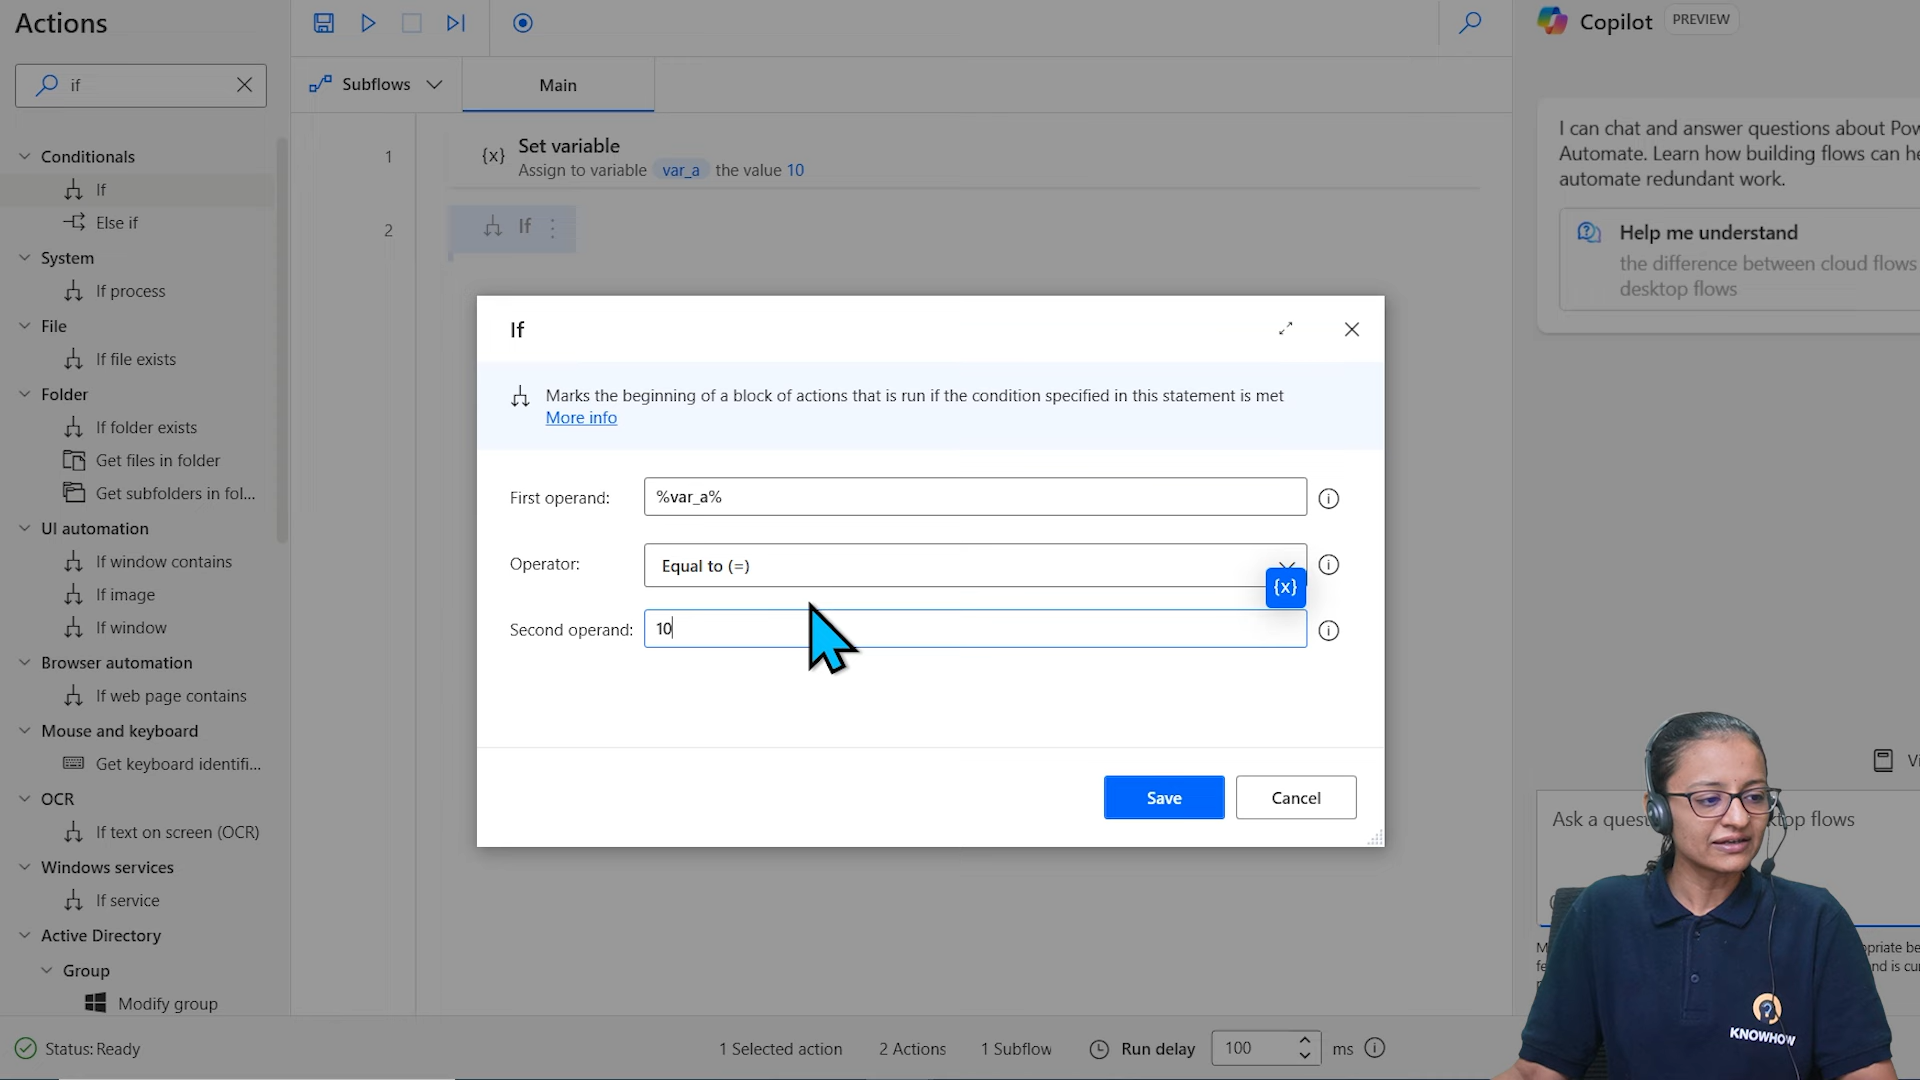 Actions
if
Conditionals
If
Else if
System
If process
File
If file exists
Folder
If folder exists
Get files in folder
Get subfolders in fol...
UI automation
If window contains
If image
If window
Browser automation
If web page contains
Mouse and keyboard
Get keyboard identifi...
OCR
If text on screen (OCR)
Windows services
If service
Active Directory
Group
Modify group
Subflows
Main
1
{x}
Set variable
Assign to variable var_a the value 10
2
If
If
Marks the beginning of a block of actions that is run if the condition specified in this statement is met
More info
First operand:
%var_a%
Operator:
Equal to (=)
{x}
Second operand:
10
Save
Cancel
Copilot
PREVIEW
I can chat and answer questions about Pow
Automate. Learn how building flows can he
automate redundant work.
Help me understand
the difference between cloud flows
desktop flows
Vi
Ask a quest
ktop flows
opriate be
nd is cu
KNOWHOW
Status: Ready
1 Selected action
2 Actions
1 Subflow
Run delay
100
ms